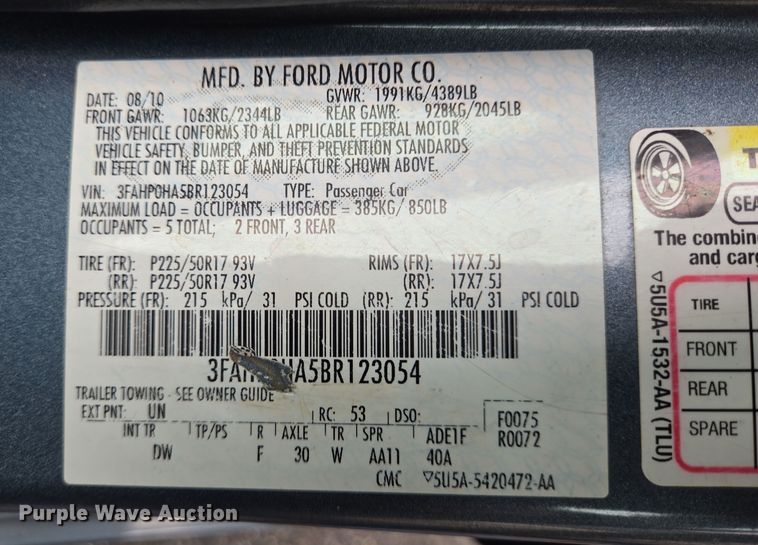 MFD. BY FORD MOTOR CO.
DATE: 08/10 GVWR: 1991KG/4389LB
FRONT GAWR: 1063KG/2344LB REAR GAWR: 928KG/2045LB
THIS VEHICLE CONFORMS TO ALL APPLICABLE FEDERAL MOTOR
VEHICLE SAFETY, BUMPER, AND THEFT PREVENTION STANDARDS
IN EFFECT ON THE DATE OF MANUFACTURE SHOWN ABOVE.
VIN: 3FAHP0HA5BR123054 TYPE: Passenger Car
MAXIMUM LOAD = OCCUPANTS + LUGGAGE = 385KG/ 850LB
OCCUPANTS = 5 TOTAL; 2 FRONT, 3 REAR
TIRE (FR): P225/50R17 93V RIMS (FR): 17X7.5J
(RR): P225/50R17 93V (RR): 17X7.5J
PRESSURE (FR): 215 kPa/ 31 PSI COLD (RR): 215 kPa/ 31 PSI COLD
3FAH HA5BR123054
TRAILER TOWING - SEE OWNER GUIDE
EXT PNT: UN RC: 53 DSO: F0075
INT TR TP/PS R AXLE TR SPR ADE1F R0072
DW F 30 W AA11 40A
CMC ▽5U5A-5420472-AA
T
SEA
The combin
and carg
TIRE
FRONT
REAR
SPARE
▽5U5A-1532-AA (TLU)
Purple Wave Auction